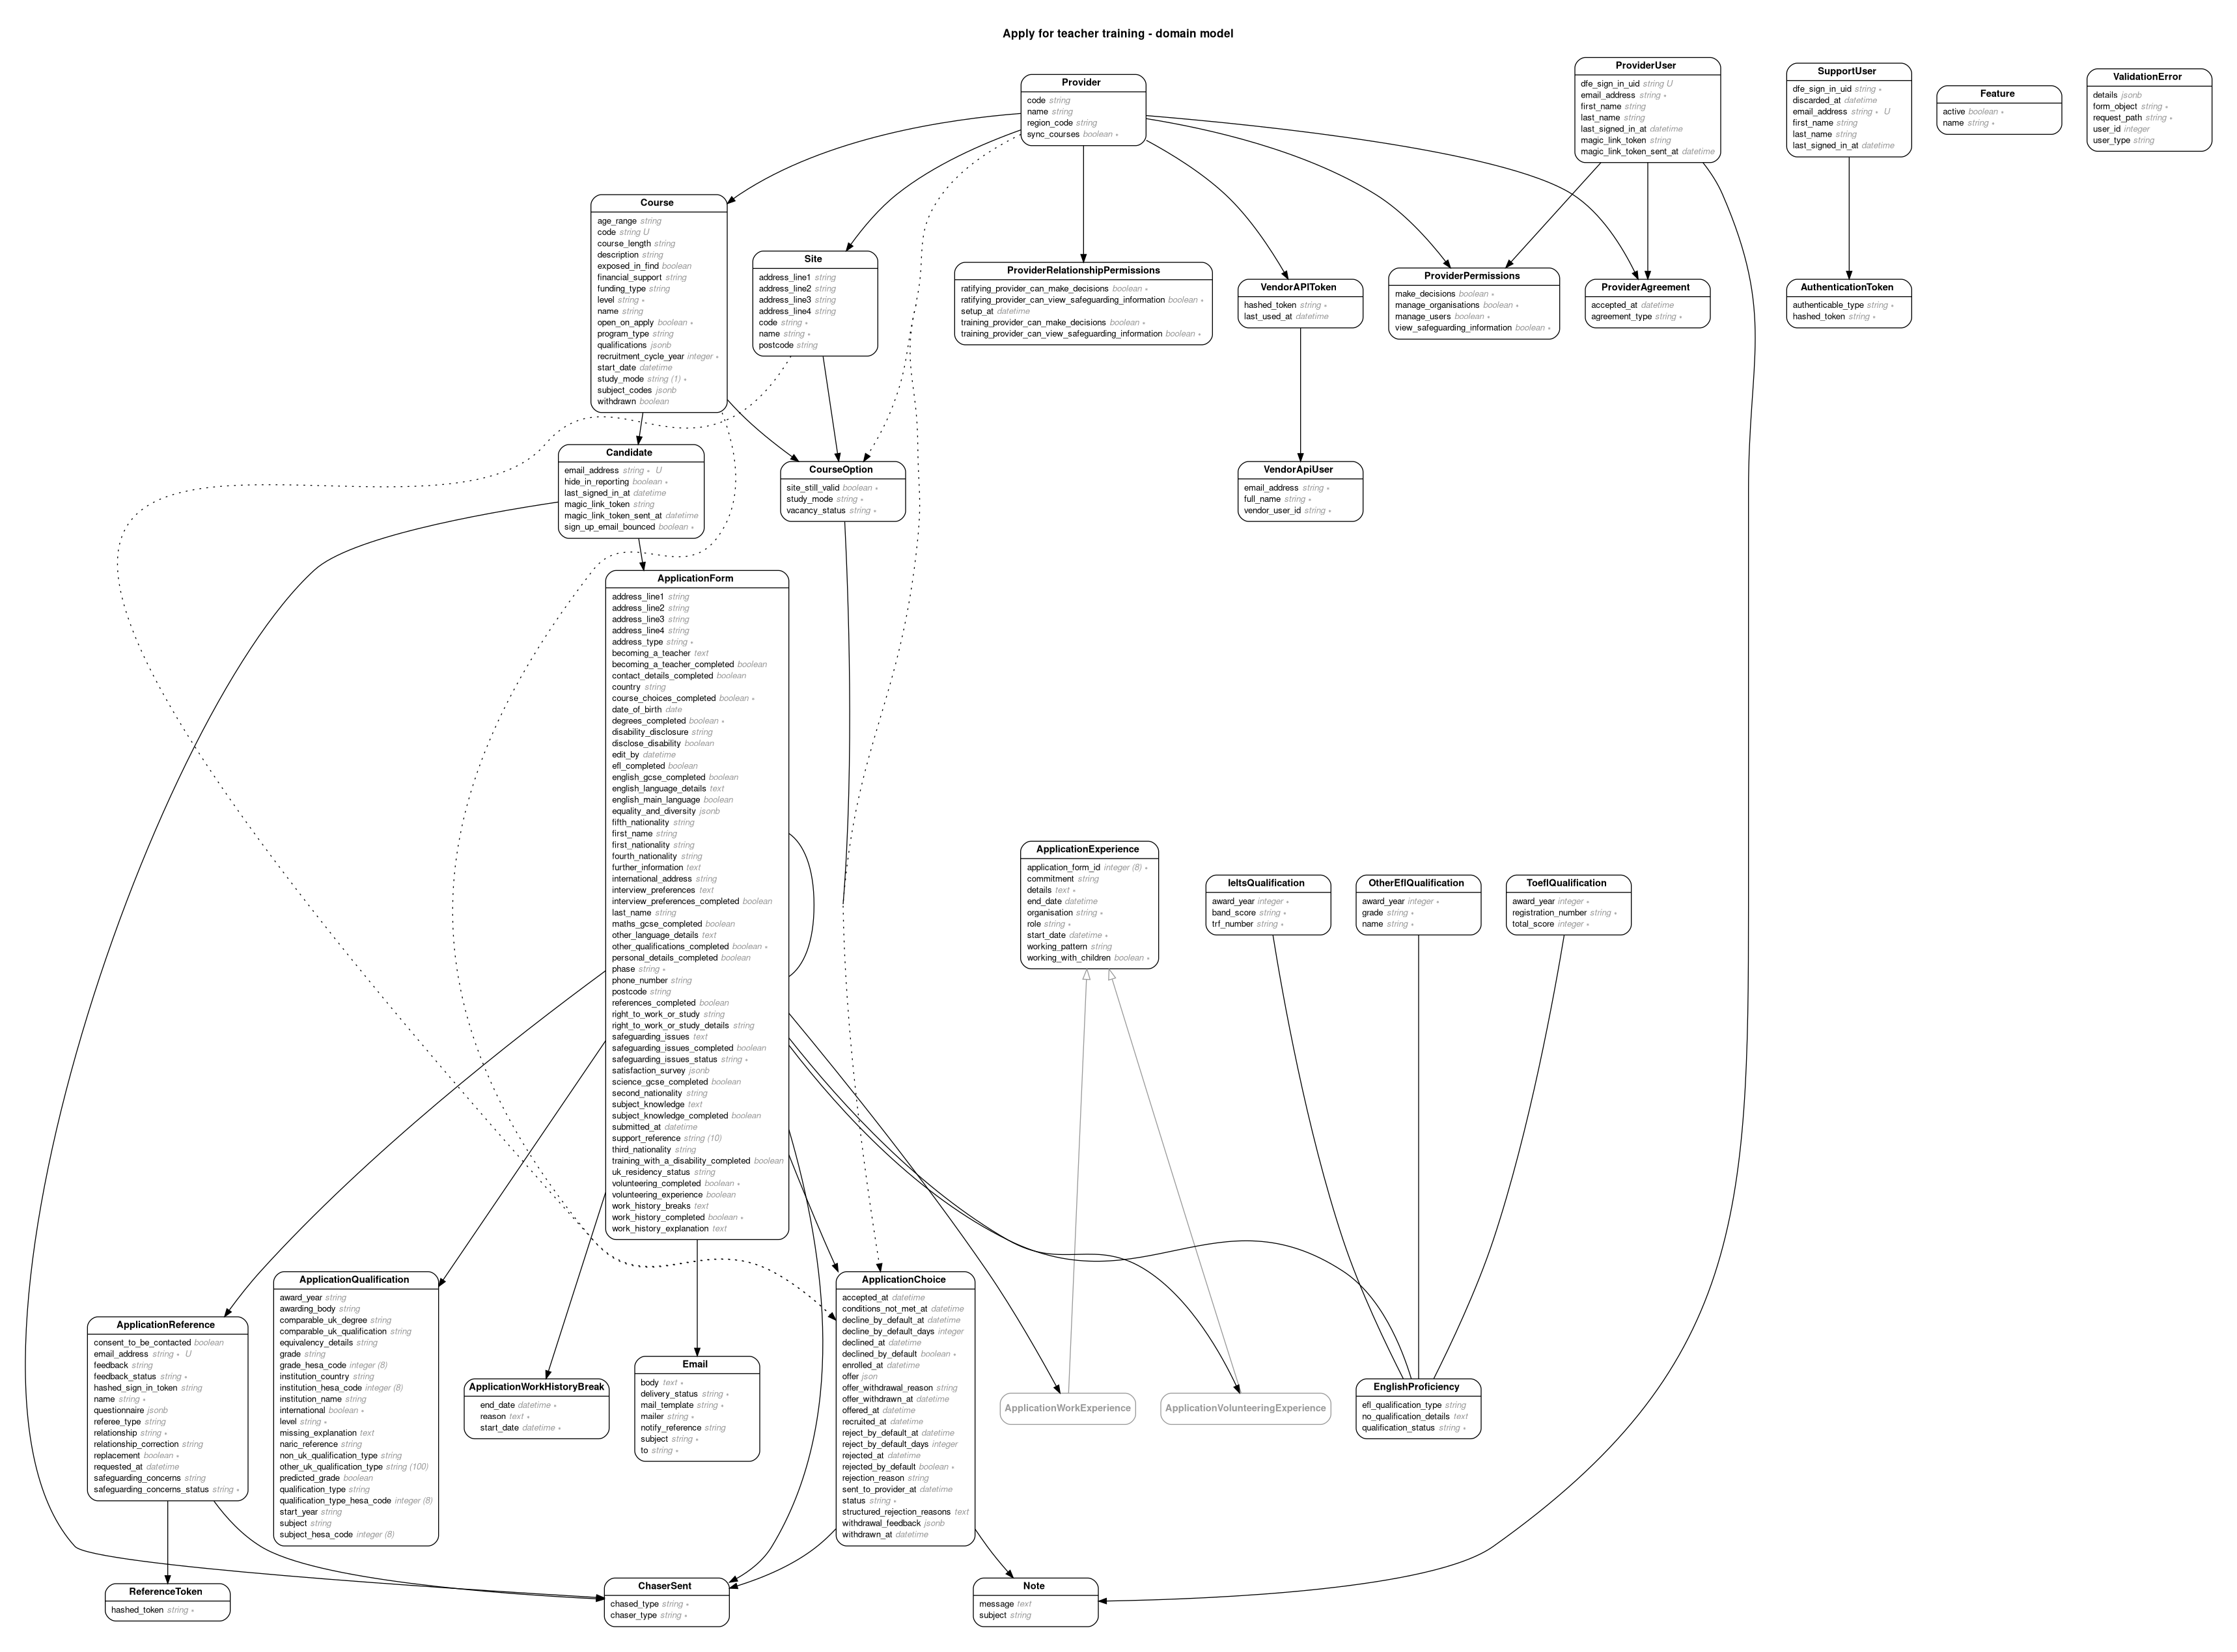 Apply for teacher training - domain model
Provider
code string
name string
region_code string
sync_courses boolean *
ProviderUser
dfe_sign_in_uid string U
email_address string *
first_name string
last_name string
last_signed_in_at datetime
magic_link_token string
magic_link_token_sent_at datetime
SupportUser
dfe_sign_in_uid string *
discarded_at datetime
email_address string * U
first_name string
last_name string
last_signed_in_at datetime
Feature
active boolean *
name string *
ValidationError
details jsonb
form_object string *
request_path string *
user_id integer
user_type string
Course
age_range string
code string U
course_length string
description string
exposed_in_find boolean
financial_support string
funding_type string
level string *
name string
open_on_apply boolean *
program_type string
qualifications jsonb
recruitment_cycle_year integer *
start_date datetime
study_mode string (1) *
subject_codes jsonb
withdrawn boolean
Site
address_line1 string
address_line2 string
address_line3 string
address_line4 string
code string *
name string *
postcode string
ProviderRelationshipPermissions
ratifying_provider_can_make_decisions boolean *
ratifying_provider_can_view_safeguarding_information boolean *
setup_at datetime
training_provider_can_make_decisions boolean *
training_provider_can_view_safeguarding_information boolean *
VendorAPIToken
hashed_token string *
last_used_at datetime
ProviderPermissions
make_decisions boolean *
manage_organisations boolean *
manage_users boolean *
view_safeguarding_information boolean *
ProviderAgreement
accepted_at datetime
agreement_type string *
AuthenticationToken
authenticable_type string *
hashed_token string *
Candidate
email_address string * U
hide_in_reporting boolean *
last_signed_in_at datetime
magic_link_token string
magic_link_token_sent_at datetime
sign_up_email_bounced boolean *
CourseOption
site_still_valid boolean *
study_mode string *
vacancy_status string *
VendorApiUser
email_address string *
full_name string *
vendor_user_id string *
ApplicationForm
address_line1 string
address_line2 string
address_line3 string
address_line4 string
address_type string *
becoming_a_teacher text
becoming_a_teacher_completed boolean
contact_details_completed boolean
country string
course_choices_completed boolean *
date_of_birth date
degrees_completed boolean *
disability_disclosure string
disclose_disability boolean
edit_by datetime
efl_completed boolean
english_gcse_completed boolean
english_language_details text
english_main_language boolean
equality_and_diversity jsonb
fifth_nationality string
first_name string
first_nationality string
fourth_nationality string
further_information text
international_address string
interview_preferences text
interview_preferences_completed boolean
last_name string
maths_gcse_completed boolean
other_language_details text
other_qualifications_completed boolean *
personal_details_completed boolean
phase string *
phone_number string
postcode string
references_completed boolean
right_to_work_or_study string
right_to_work_or_study_details string
safeguarding_issues text
safeguarding_issues_completed boolean
safeguarding_issues_status string *
satisfaction_survey jsonb
science_gcse_completed boolean
second_nationality string
subject_knowledge text
subject_knowledge_completed boolean
submitted_at datetime
support_reference string (10)
third_nationality string
training_with_a_disability_completed boolean
uk_residency_status string
volunteering_completed boolean *
volunteering_experience boolean
work_history_breaks text
work_history_completed boolean *
work_history_explanation text
ApplicationExperience
application_form_id integer (8) *
commitment string
details text *
end_date datetime
organisation string *
role string *
start_date datetime *
working_pattern string
working_with_children boolean *
IeltsQualification
award_year integer *
band_score string *
trf_number string *
OtherEflQualification
award_year integer *
grade string *
name string *
ToeflQualification
award_year integer *
registration_number string *
total_score integer *
ApplicationReference
consent_to_be_contacted boolean
email_address string * U
feedback string
feedback_status string *
hashed_sign_in_token string
name string *
questionnaire jsonb
referee_type string
relationship string *
relationship_correction string
replacement boolean *
requested_at datetime
safeguarding_concerns string
safeguarding_concerns_status string *
ApplicationQualification
award_year string
awarding_body string
comparable_uk_degree string
comparable_uk_qualification string
equivalency_details string
grade string
grade_hesa_code integer (8)
institution_country string
institution_hesa_code integer (8)
institution_name string
international boolean *
level string *
missing_explanation text
naric_reference string
non_uk_qualification_type string
other_uk_qualification_type string (100)
predicted_grade boolean
qualification_type string
qualification_type_hesa_code integer (8)
start_year string
subject string
subject_hesa_code integer (8)
ApplicationWorkHistoryBreak
end_date datetime *
reason text *
start_date datetime *
Email
body text *
delivery_status string *
mail_template string *
mailer string *
notify_reference string
subject string *
to string *
ApplicationChoice
accepted_at datetime
conditions_not_met_at datetime
decline_by_default_at datetime
decline_by_default_days integer
declined_at datetime
declined_by_default boolean *
enrolled_at datetime
offer json
offer_withdrawal_reason string
offer_withdrawn_at datetime
offered_at datetime
recruited_at datetime
reject_by_default_at datetime
reject_by_default_days integer
rejected_at datetime
rejected_by_default boolean *
rejection_reason string
sent_to_provider_at datetime
status string *
structured_rejection_reasons text
withdrawal_feedback jsonb
withdrawn_at datetime
ApplicationWorkExperience
ApplicationVolunteeringExperience
EnglishProficiency
efl_qualification_type string
no_qualification_details text
qualification_status string *
ReferenceToken
hashed_token string *
ChaserSent
chased_type string *
chaser_type string *
Note
message text
subject string